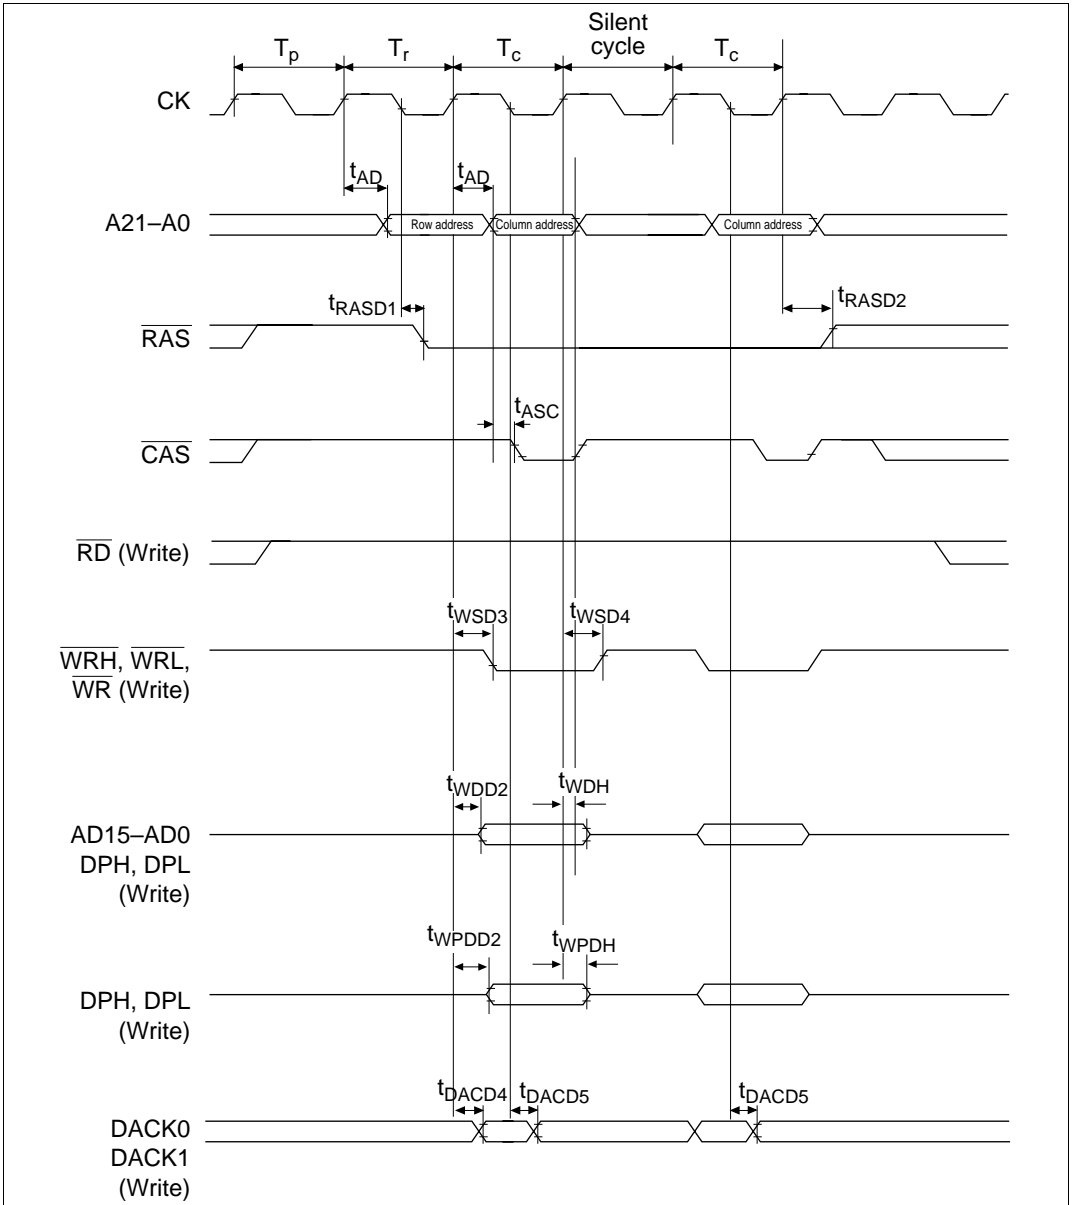 Silent
cycle
Tp Tr Tc Tc
CK
tAD tAD
A21–A0
Row address Column address Column address
tRASD1 tRASD2
RAS
tASC
CAS
RD (Write)
tWSD3 tWSD4
WRH, WRL,
WR (Write)
tWDD2 tWDH
AD15–AD0
DPH, DPL
(Write)
tWPDD2 tWPDH
DPH, DPL
(Write)
tDACD4 tDACD5 tDACD5
DACK0
DACK1
(Write)